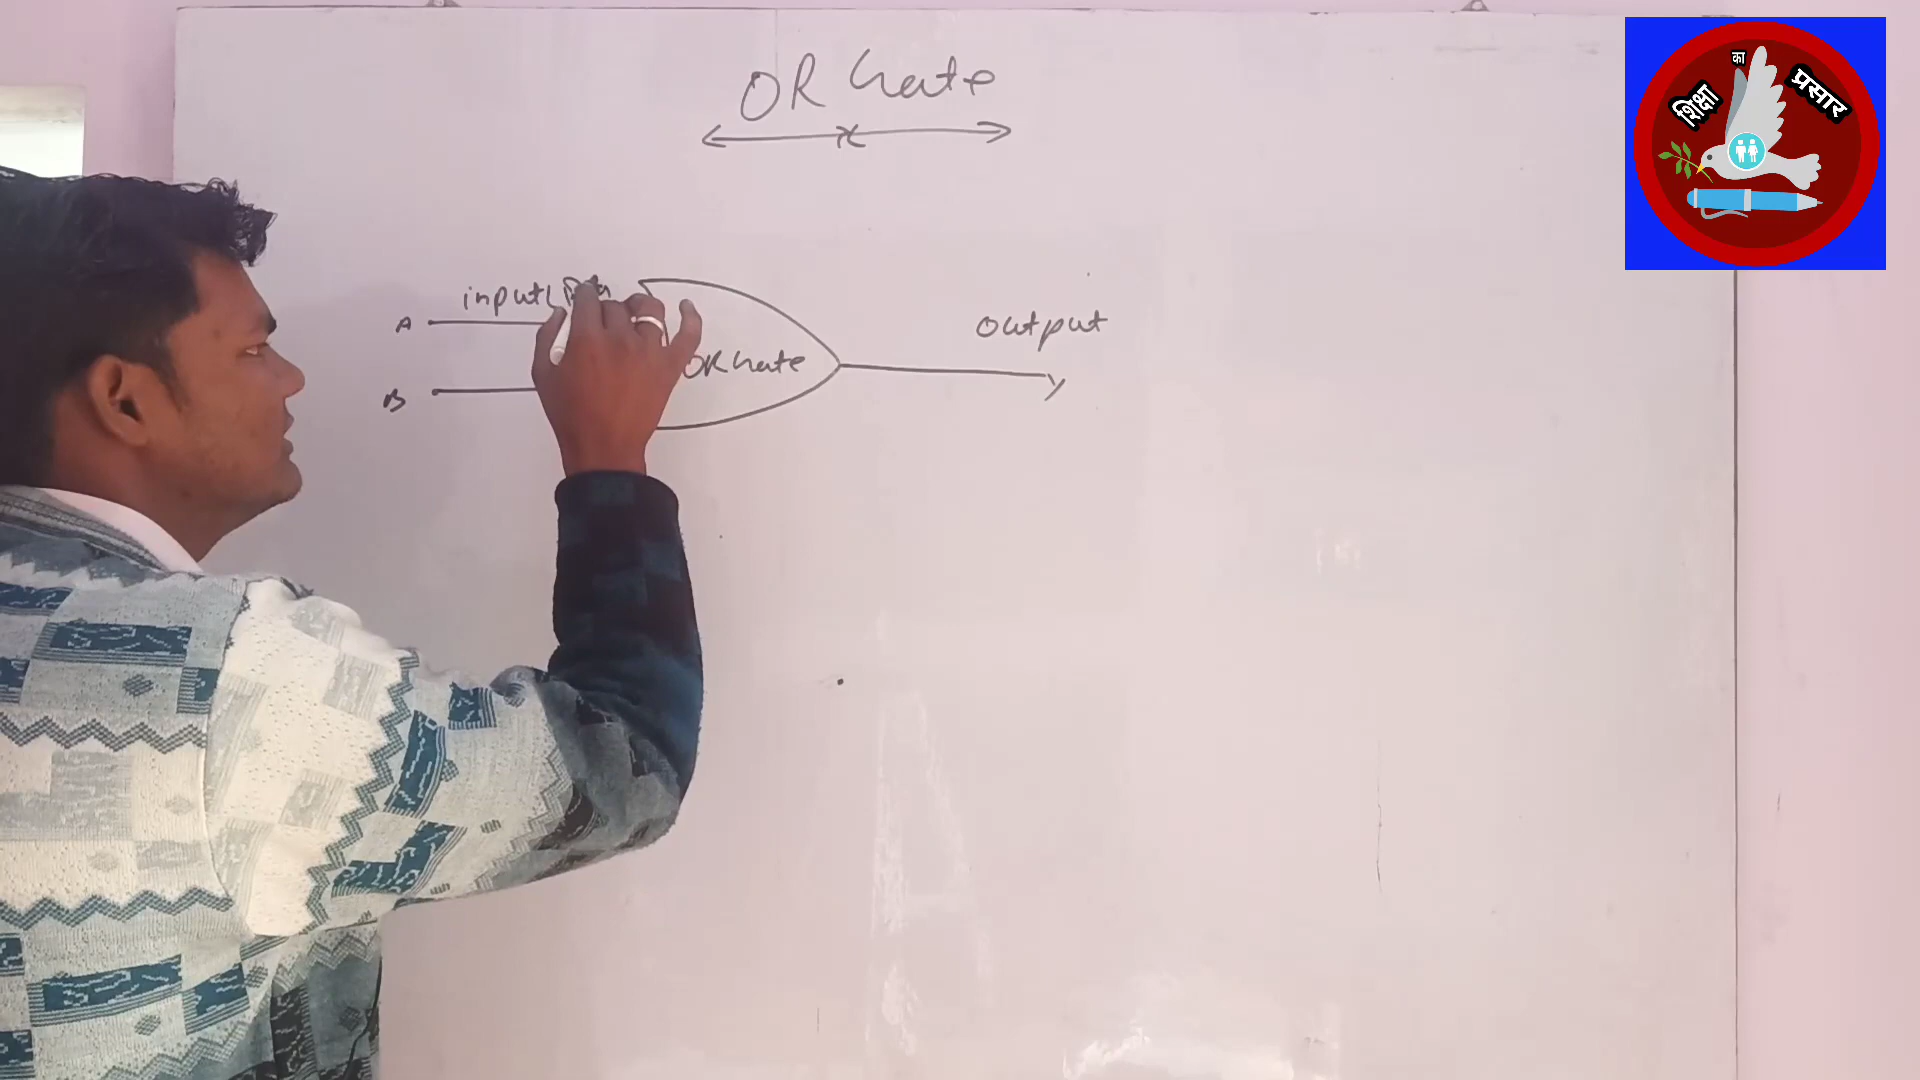 OR Gate
शिक्षा का प्रसार
input
output
A
OR Gate
B
y